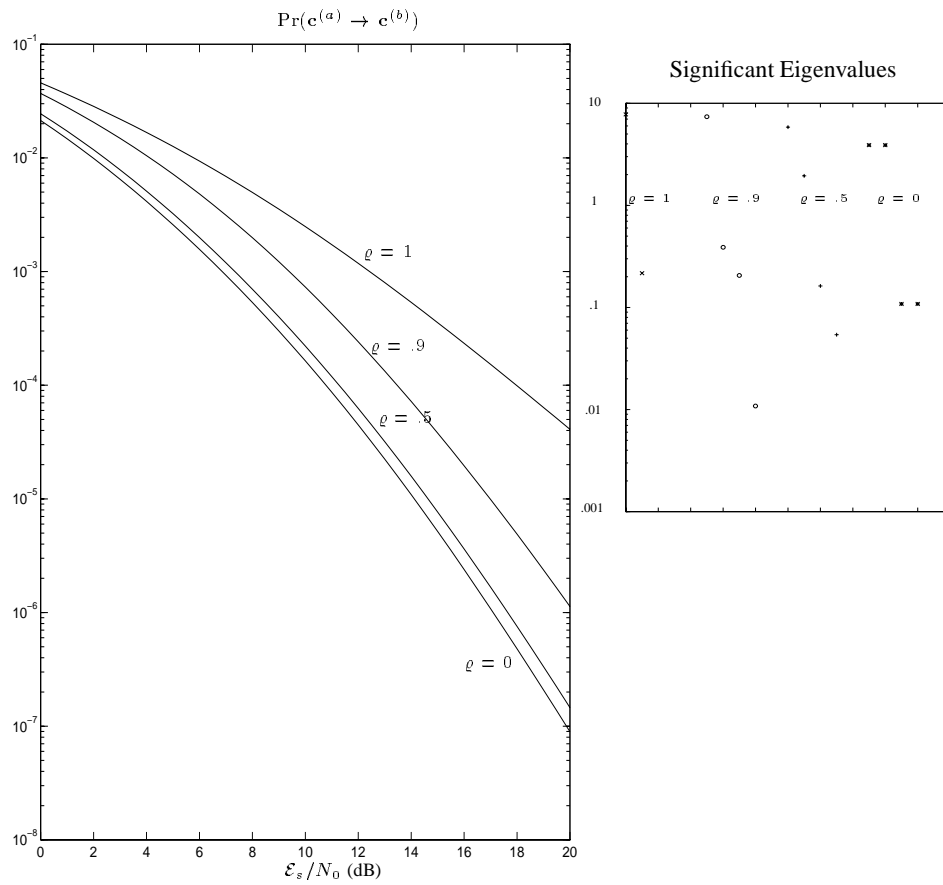 Pr(c^(a) → c^(b))
10^-1
10^-2
10^-3
10^-4
10^-5
10^-6
10^-7
10^-8
ϱ = 1
ϱ = .9
ϱ = .5
ϱ = 0
0 2 4 6 8 10 12 14 16 18 20
ℰ_s/N_0 (dB)
Significant Eigenvalues
10
1
.1
.01
.001
ϱ = 1 ϱ = .9 ϱ = .5 ϱ = 0